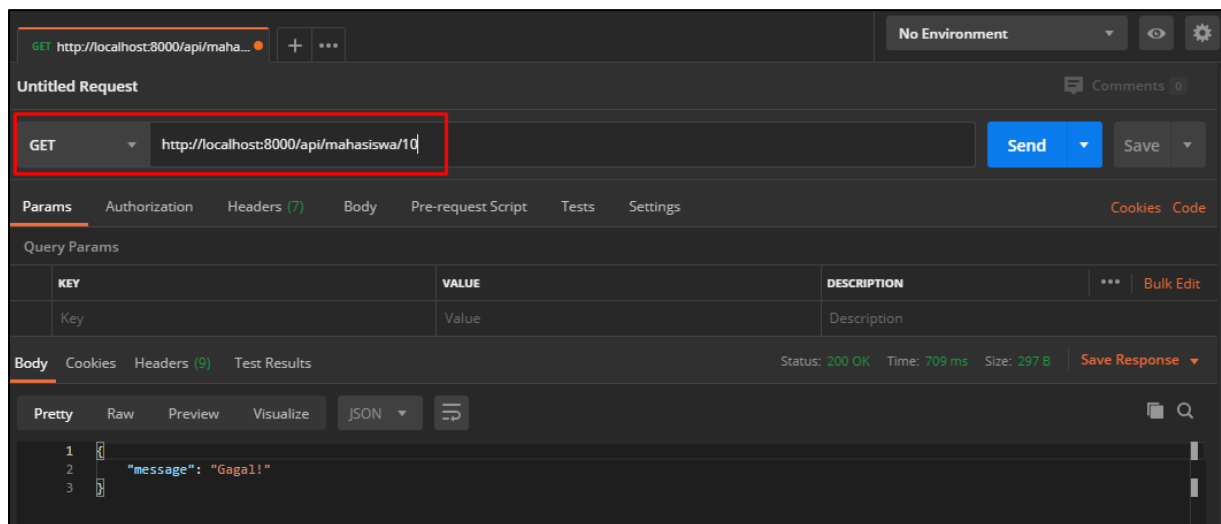 GET http://localhost:8000/api/maha... + ••• No Environment
Untitled Request Comments 0
GET http://localhost:8000/api/mahasiswa/10 Send Save
Params Authorization Headers (7) Body Pre-request Script Tests Settings Cookies Code
Query Params
KEY VALUE DESCRIPTION ••• Bulk Edit
Key Value Description
Body Cookies Headers (9) Test Results Status: 200 OK Time: 709 ms Size: 297 B Save Response
Pretty Raw Preview Visualize JSON
1 {
2 "message": "Gagal!"
3 }